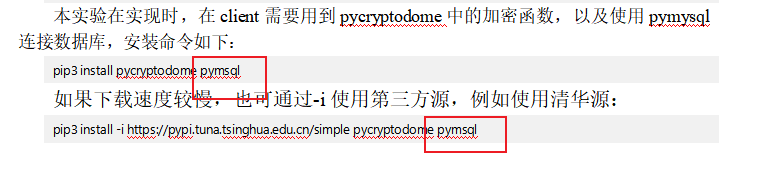 本实验在实现时，在 client 需要用到 pycryptodome 中的加密函数，以及使用 pymysql
连接数据库，安装命令如下：
pip3 install pycryptodome pymsql
如果下载速度较慢，也可通过-i 使用第三方源，例如使用清华源：
pip3 install -i https://pypi.tuna.tsinghua.edu.cn/simple pycryptodome pymsql